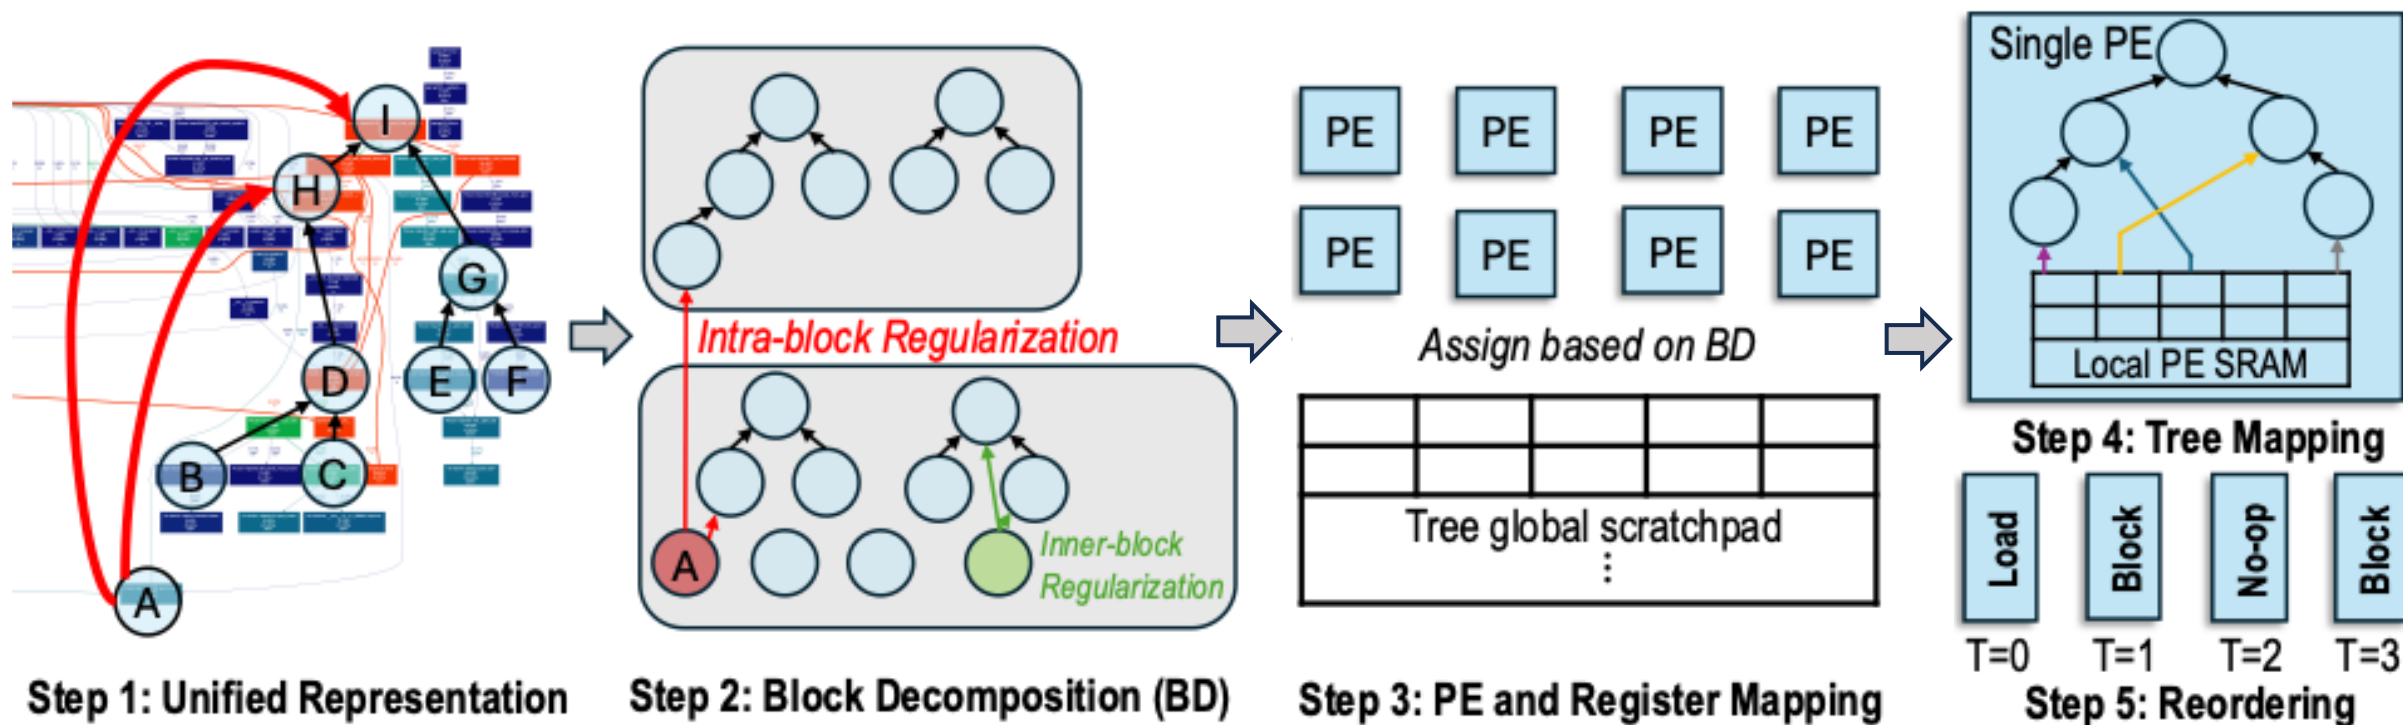 I
H
G
D
E
F
B
C
A
Step 1: Unified Representation
Intra-block Regularization
A
Inner-block
Regularization
Step 2: Block Decomposition (BD)
PE PE PE PE
PE PE PE PE
Assign based on BD
Tree global scratchpad
⋮
Step 3: PE and Register Mapping
Single PE
Local PE SRAM
Step 4: Tree Mapping
Load
Block
No-op
Block
T=0 T=1 T=2 T=3
Step 5: Reordering